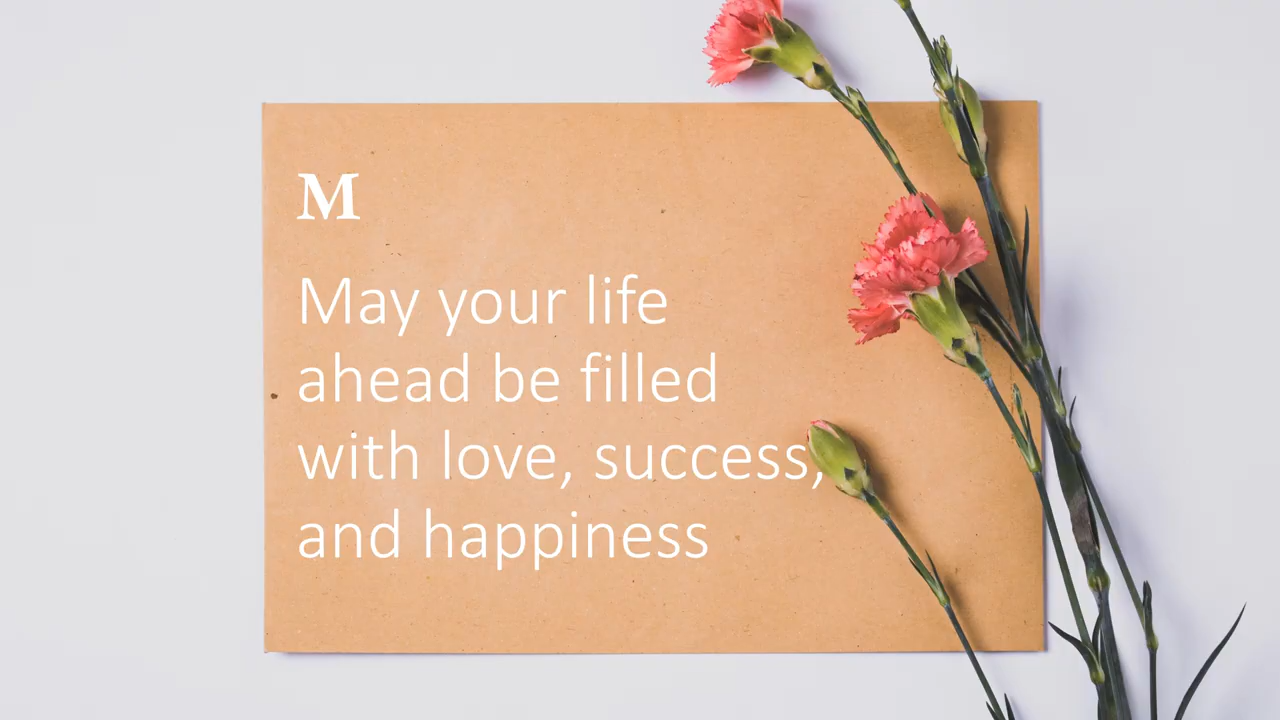 M
May your life
ahead be filled
with love, success,
and happiness